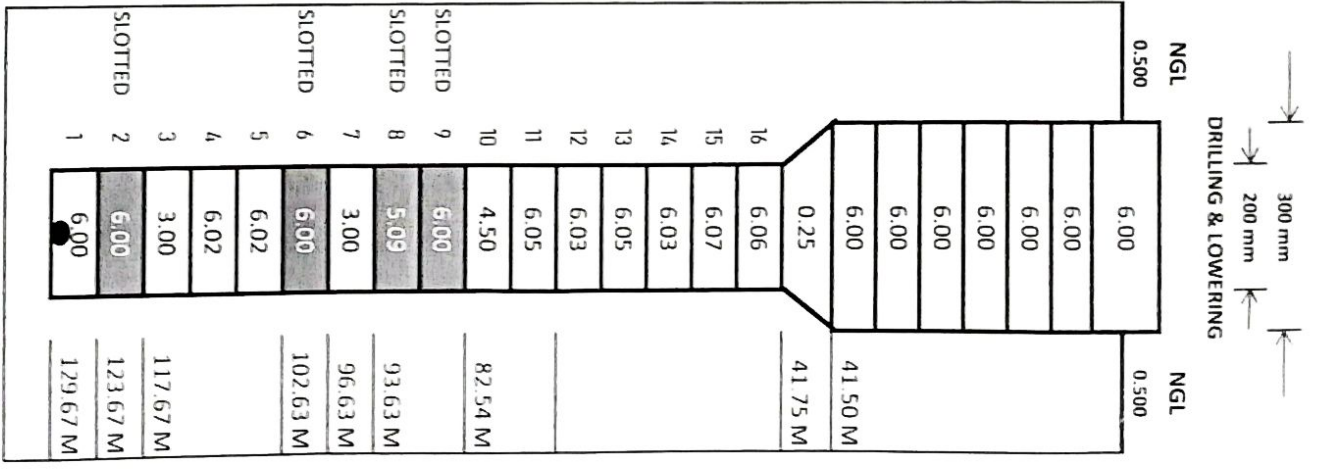 300 mm
200 mm
DRILLING & LOWERING
NGL NGL
0.500 0.500
6.00
6.00
6.00
6.00
6.00
6.00
6.00 41.50 M
0.25 41.75 M
16 6.06
15 6.07
14 6.03
13 6.05
12 6.03
11 6.05
10 4.50 82.54 M
SLOTTED 9 6.00
SLOTTED 8 5.09 93.63 M
7 3.00 96.63 M
SLOTTED 6 6.00 102.63 M
5 6.02
4 6.02
3 3.00 117.67 M
SLOTTED 2 6.00 123.67 M
1 6.00 129.67 M